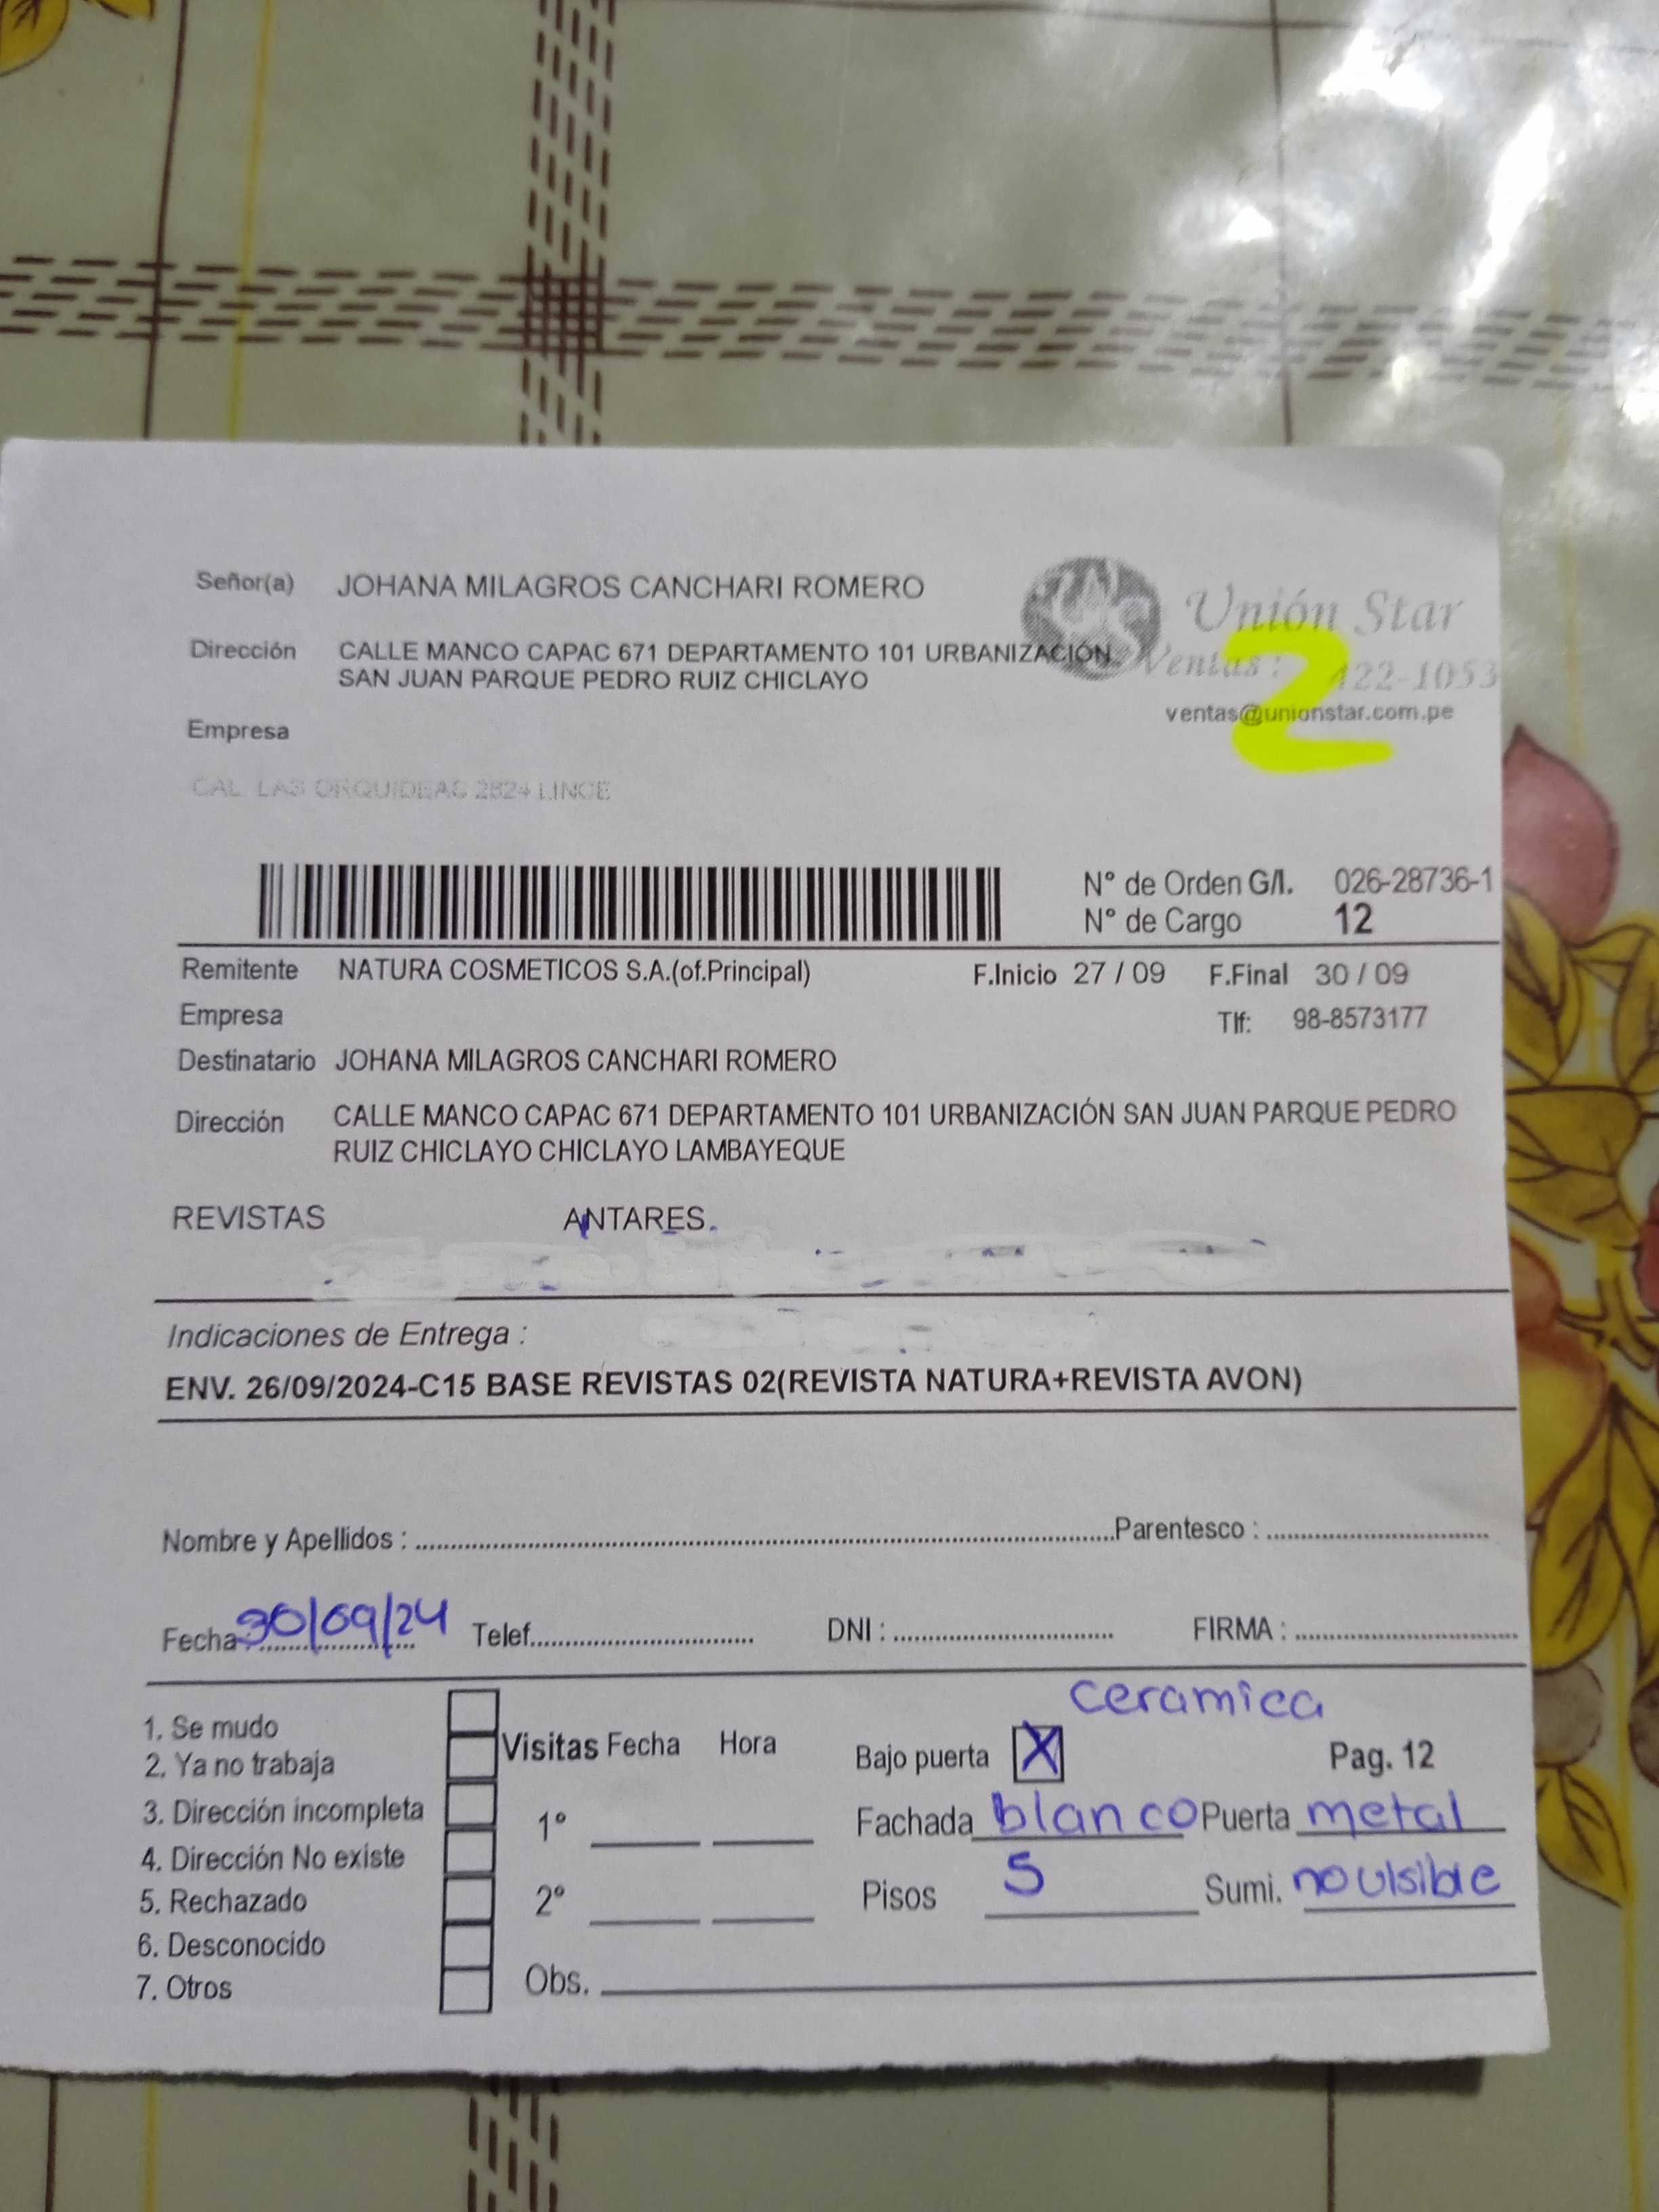 Señor(a) JOHANA MILAGROS CANCHARI ROMERO
Unión Star
Dirección CALLE MANCO CAPAC 671 DEPARTAMENTO 101 URBANIZACIÓN
SAN JUAN PARQUE PEDRO RUIZ CHICLAYO
Ventas : 422-1053
2
ventas@unionstar.com.pe
Empresa
CAL. LAS ORQUIDEAS 2824 LINCE
N° de Orden G/I. 026-28736-1
N° de Cargo 12
Remitente NATURA COSMETICOS S.A.(of.Principal) F.Inicio 27 / 09 F.Final 30 / 09
Empresa Tlf: 98-8573177
Destinatario JOHANA MILAGROS CANCHARI ROMERO
Dirección CALLE MANCO CAPAC 671 DEPARTAMENTO 101 URBANIZACIÓN SAN JUAN PARQUE PEDRO
RUIZ CHICLAYO CHICLAYO LAMBAYEQUE
REVISTAS ANTARES.
Indicaciones de Entrega :
ENV. 26/09/2024-C15 BASE REVISTAS 02(REVISTA NATURA+REVISTA AVON)
Nombre y Apellidos : Parentesco :
Fecha: 30/09/24 Telef. DNI : FIRMA :
ceramica
1. Se mudo Visitas Fecha Hora Bajo puerta X Pag. 12
2. Ya no trabaja
3. Dirección incompleta 1° Fachada blanco Puerta metal
4. Dirección No existe
5. Rechazado 2° Pisos 5 Sumi. no visible
6. Desconocido
7. Otros Obs.